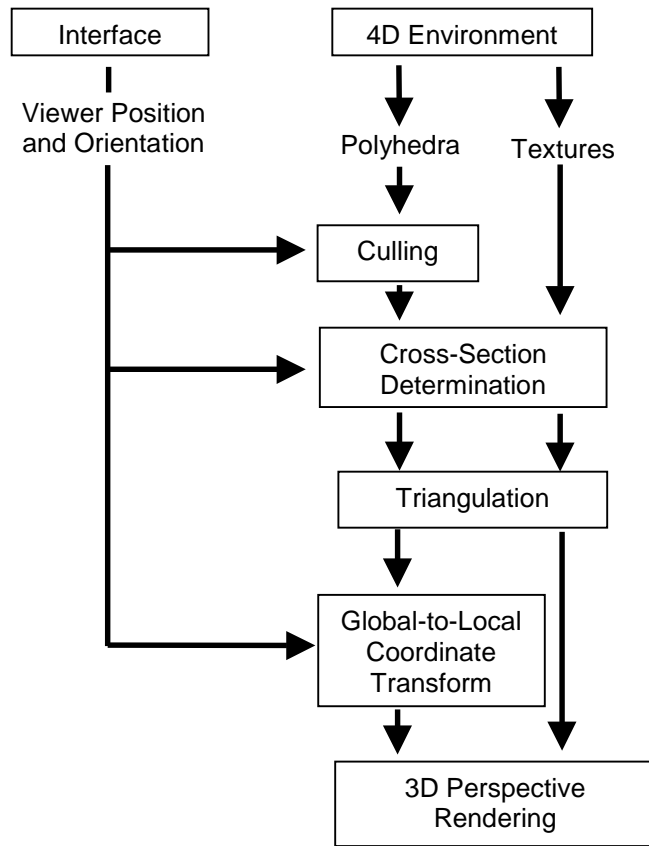 Interface
4D Environment
Viewer Position
and Orientation
Polyhedra
Textures
Culling
Cross-Section
Determination
Triangulation
Global-to-Local
Coordinate
Transform
3D Perspective
Rendering